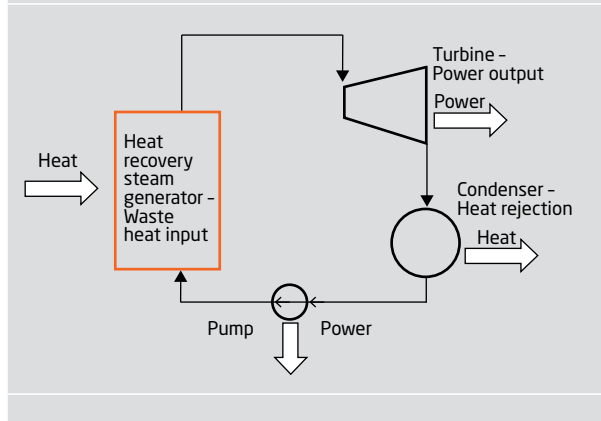 Turbine –
Power output
Power
Heat
Heat
recovery
steam
generator –
Waste
heat input
Condenser –
Heat rejection
Heat
Pump
Power